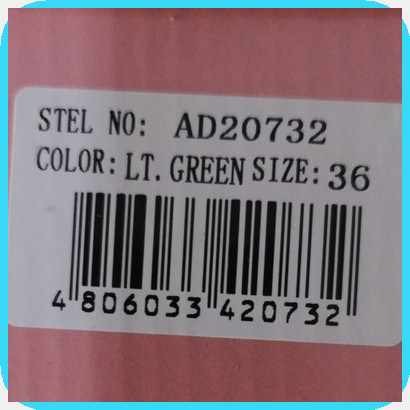 STEL NO: AD20732
COLOR: LT. GREEN SIZE: 36
4 806033 420732